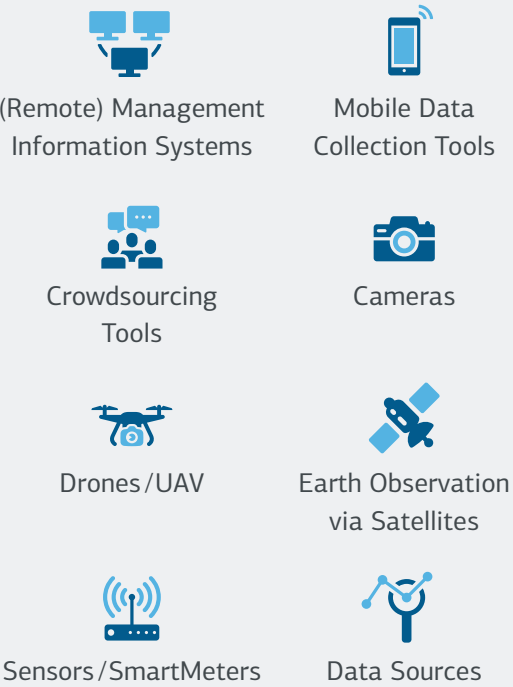 (Remote) Management
Information Systems
Mobile Data
Collection Tools
Crowdsourcing
Tools
Cameras
Drones/UAV
Earth Observation
via Satellites
Sensors/SmartMeters
Data Sources